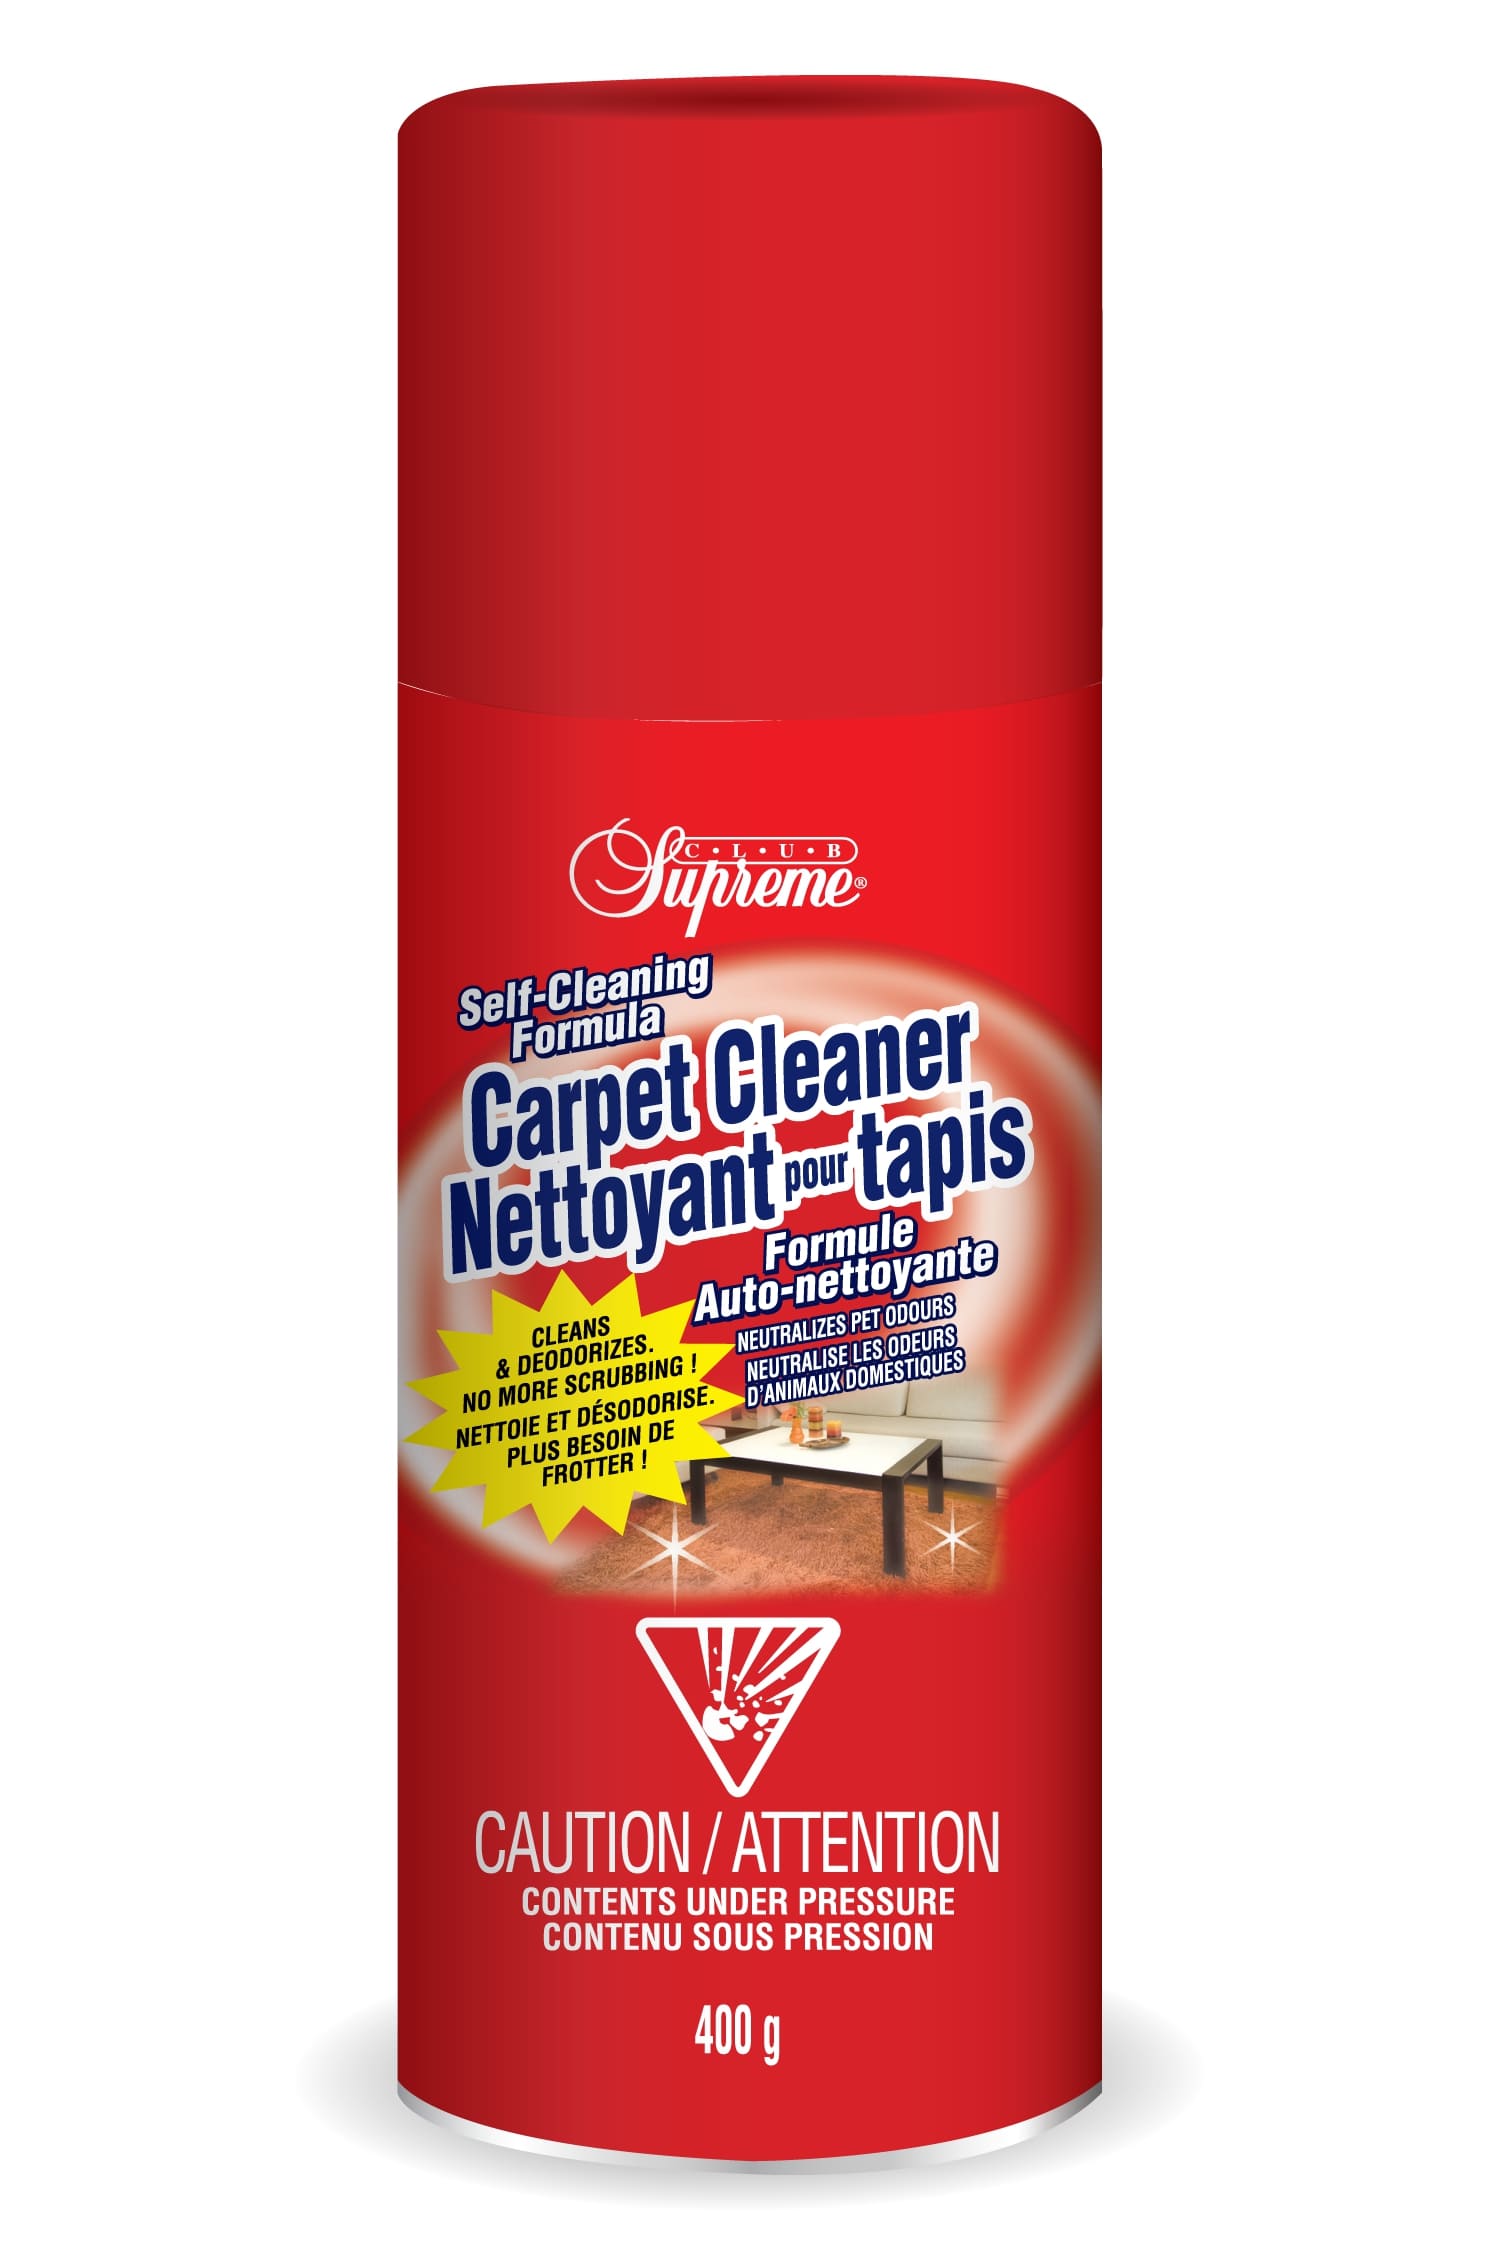 C•L•U•B
Supreme®
Self-Cleaning
Formula
Carpet Cleaner
Nettoyant pour tapis
Formule
Auto-nettoyante
NEUTRALIZES PET ODOURS
NEUTRALISE LES ODEURS
D'ANIMAUX DOMESTIQUES
CLEANS
& DEODORIZES.
NO MORE SCRUBBING !
NETTOIE ET DÉSODORISE.
PLUS BESOIN DE
FROTTER !
CAUTION / ATTENTION
CONTENTS UNDER PRESSURE
CONTENU SOUS PRESSION
400 g